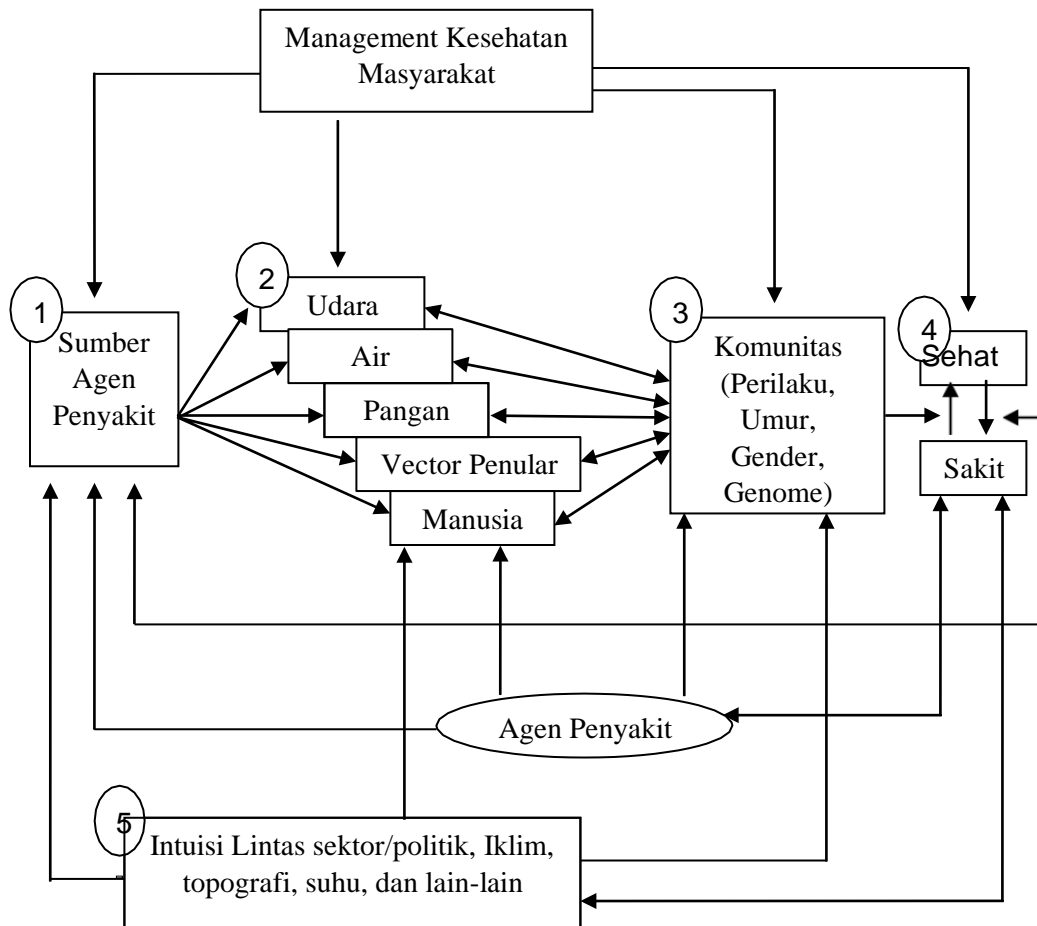 Management Kesehatan
Masyarakat
1
Sumber
Agen
Penyakit
2
Udara
Air
Pangan
Vector Penular
Manusia
3
Komunitas
(Perilaku,
Umur,
Gender,
Genome)
4
Sehat
Sakit
Agen Penyakit
5
Intuisi Lintas sektor/politik, Iklim,
topografi, suhu, dan lain-lain